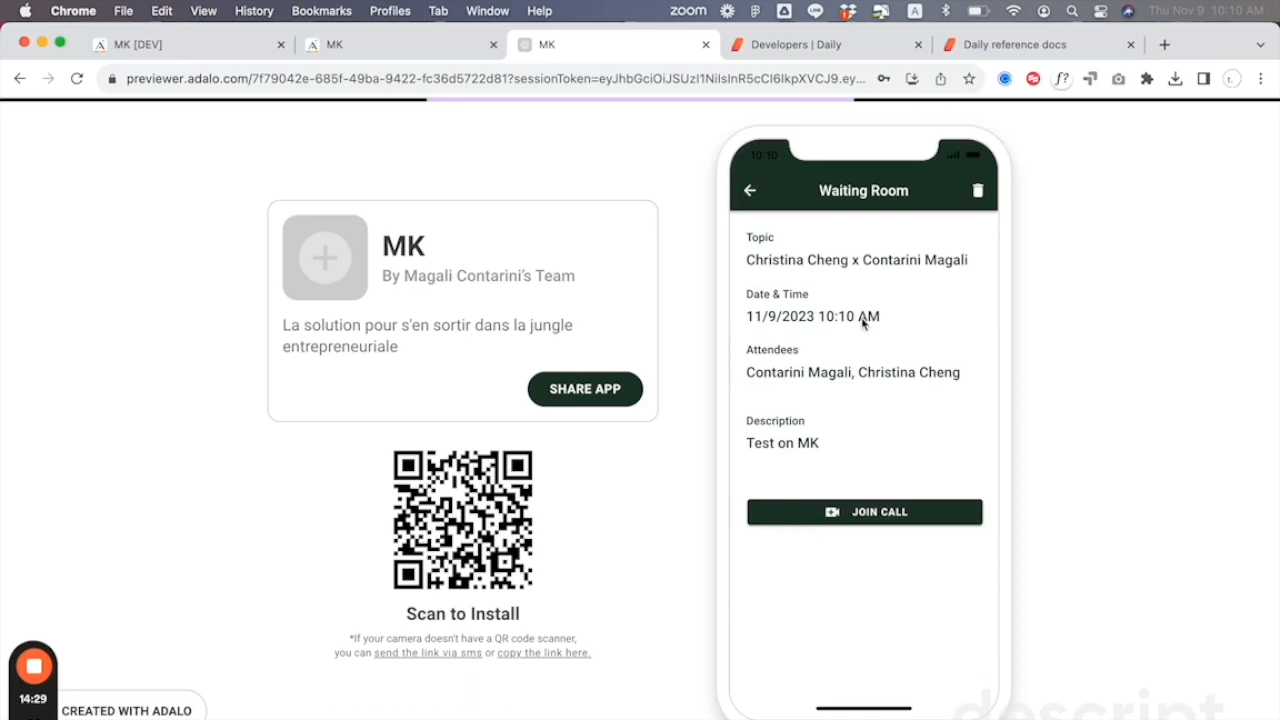 Chrome File Edit View History Bookmarks Profiles Tab Window Help zoom LINE A Thu Nov 9 10:10 AM
MK [DEV] MK MK Developers | Daily Daily reference docs
previewer.adalo.com/7f79042e-685f-49ba-9422-fc36d5722d81?sessionToken=eyJhbGciOiJSUzI1NiIsInR5cCI6IkpXVCJ9.ey... f? t.
10:10
Waiting Room
MK
By Magali Contarini's Team
La solution pour s'en sortir dans la jungle
entrepreneuriale
SHARE APP
Scan to Install
*If your camera doesn't have a QR code scanner,
you can send the link via sms or copy the link here.
Topic
Christina Cheng x Contarini Magali
Date & Time
11/9/2023 10:10 AM
Attendees
Contarini Magali, Christina Cheng
Description
Test on MK
JOIN CALL
14:29
CREATED WITH ADALO
descript